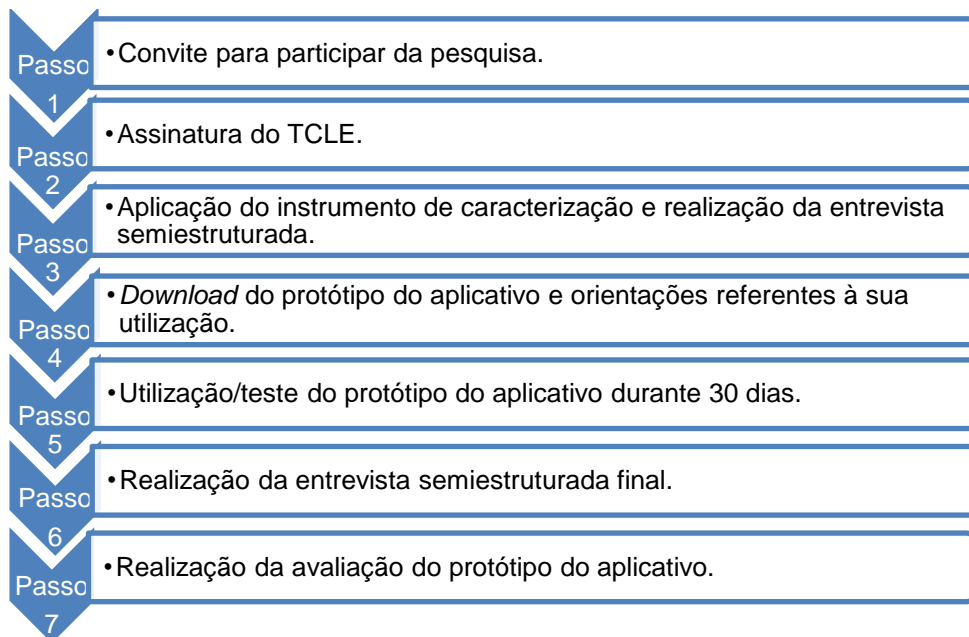 Passo
1
•Convite para participar da pesquisa.
Passo
2
•Assinatura do TCLE.
Passo
3
•Aplicação do instrumento de caracterização e realização da entrevista
semiestruturada.
Passo
4
•Download do protótipo do aplicativo e orientações referentes à sua
utilização.
Passo
5
•Utilização/teste do protótipo do aplicativo durante 30 dias.
Passo
6
•Realização da entrevista semiestruturada final.
Passo
7
•Realização da avaliação do protótipo do aplicativo.